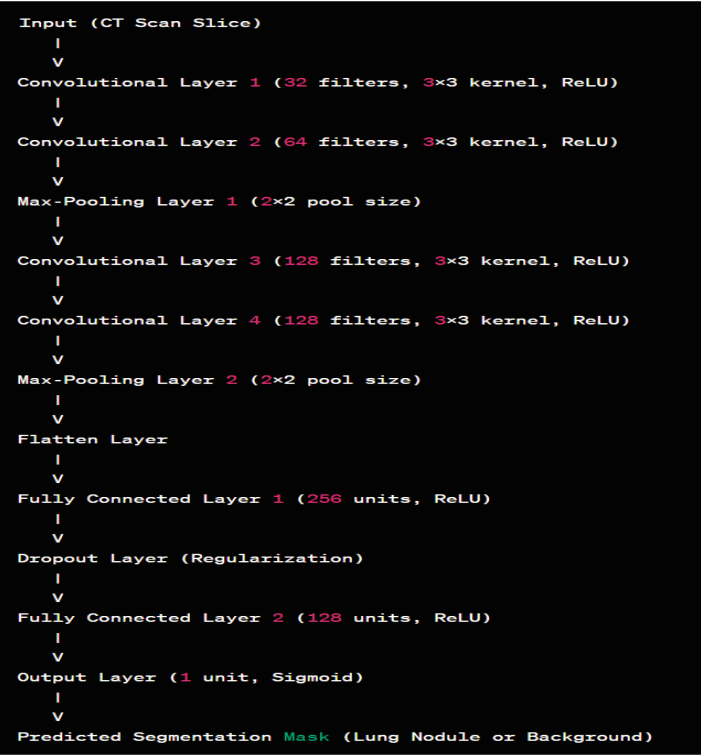 Input (CT Scan Slice)
|
V
Convolutional Layer 1 (32 filters, 3×3 kernel, ReLU)
|
V
Convolutional Layer 2 (64 filters, 3×3 kernel, ReLU)
|
V
Max-Pooling Layer 1 (2×2 pool size)
|
V
Convolutional Layer 3 (128 filters, 3×3 kernel, ReLU)
|
V
Convolutional Layer 4 (128 filters, 3×3 kernel, ReLU)
|
V
Max-Pooling Layer 2 (2×2 pool size)
|
V
Flatten Layer
|
V
Fully Connected Layer 1 (256 units, ReLU)
|
V
Dropout Layer (Regularization)
|
V
Fully Connected Layer 2 (128 units, ReLU)
|
V
Output Layer (1 unit, Sigmoid)
|
V
Predicted Segmentation Mask (Lung Nodule or Background)